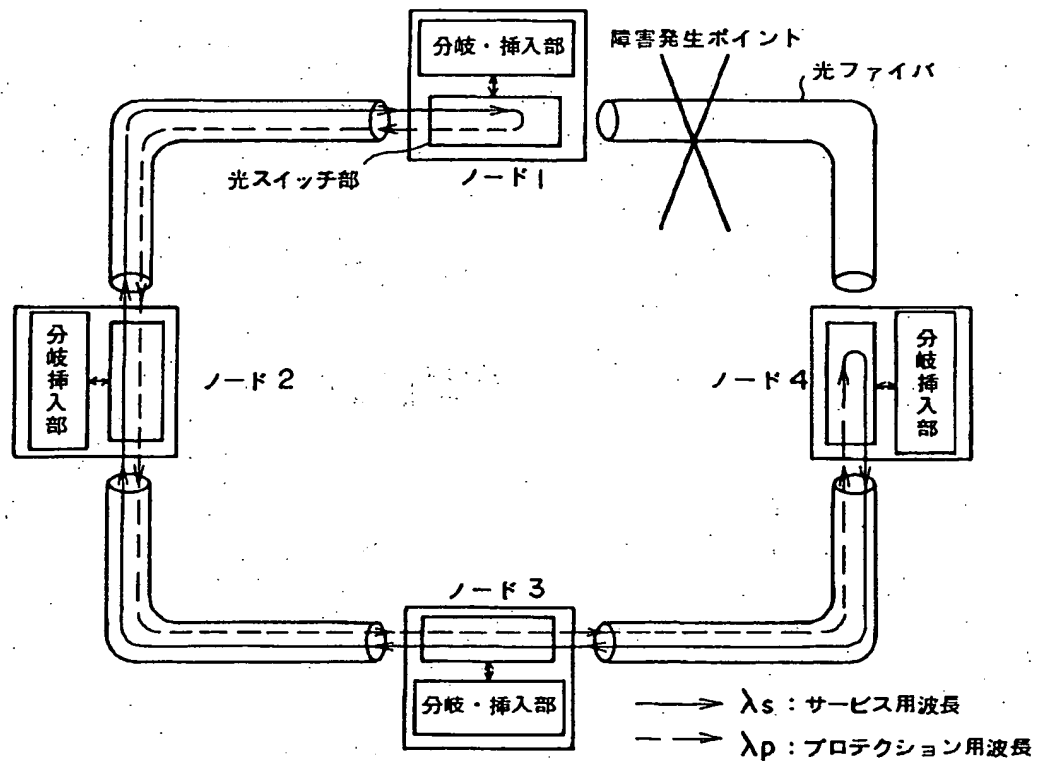 分岐・挿入部
障害発生ポイント
光ファイバ
光スイッチ部
ノード1
分岐挿入部
ノード2
ノード4
分岐挿入部
ノード3
分岐・挿入部
λs:サービス用波長
λp:プロテクション用波長